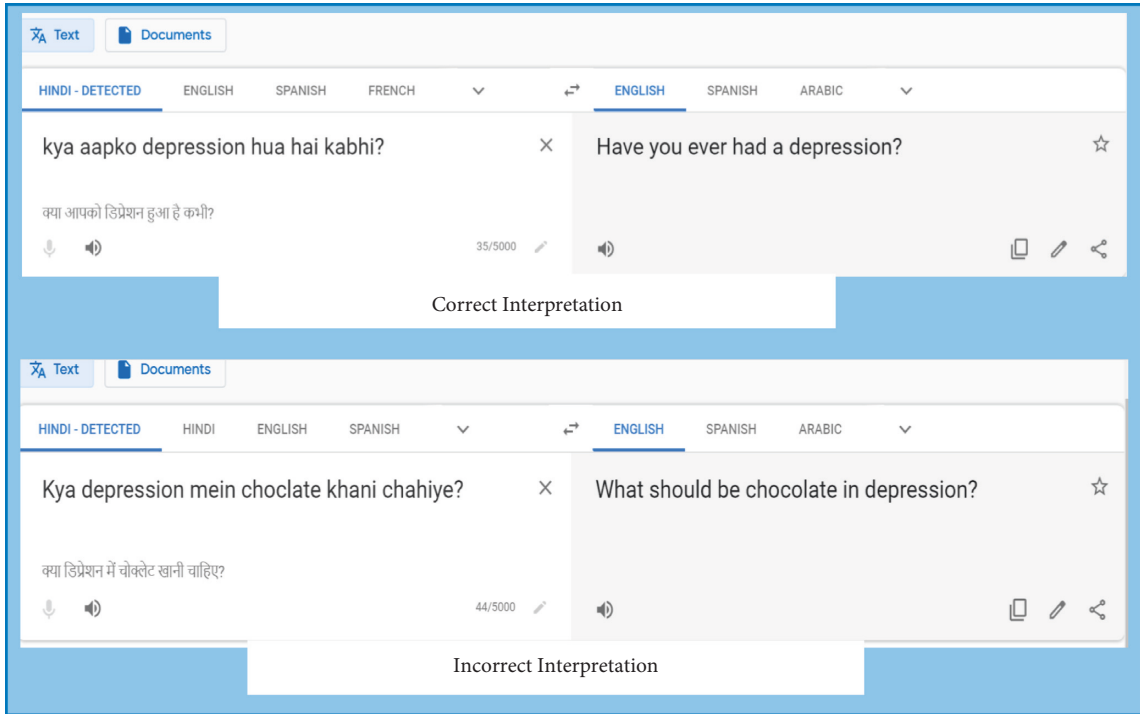 Text Documents
HINDI - DETECTED ENGLISH SPANISH FRENCH ENGLISH SPANISH ARABIC
kya aapko depression hua hai kabhi? Have you ever had a depression?
क्या आपको डिप्रेशन हुआ है कभी?
35/5000
Correct Interpretation
Text Documents
HINDI - DETECTED HINDI ENGLISH SPANISH ENGLISH SPANISH ARABIC
Kya depression mein choclate khani chahiye? What should be chocolate in depression?
क्या डिप्रेशन में चोक्लेट खानी चाहिए?
44/5000
Incorrect Interpretation